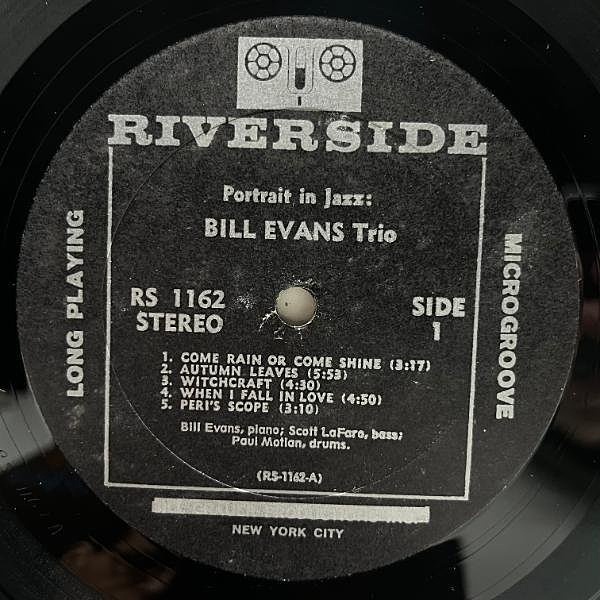 RIVERSIDE
Portrait in Jazz:
BILL EVANS Trio
LONG PLAYING
MICROGROOVE
RS 1162
STEREO
SIDE
1
1. COME RAIN OR COME SHINE (3:17)
2. AUTUMN LEAVES (5:53)
3. WITCHCRAFT (4:30)
4. WHEN I FALL IN LOVE (4:50)
5. PERI'S SCOPE (3:10)
Bill Evans, piano; Scott LaFaro, bass;
Paul Motian, drums.
(RS-1162-A)
NEW YORK CITY